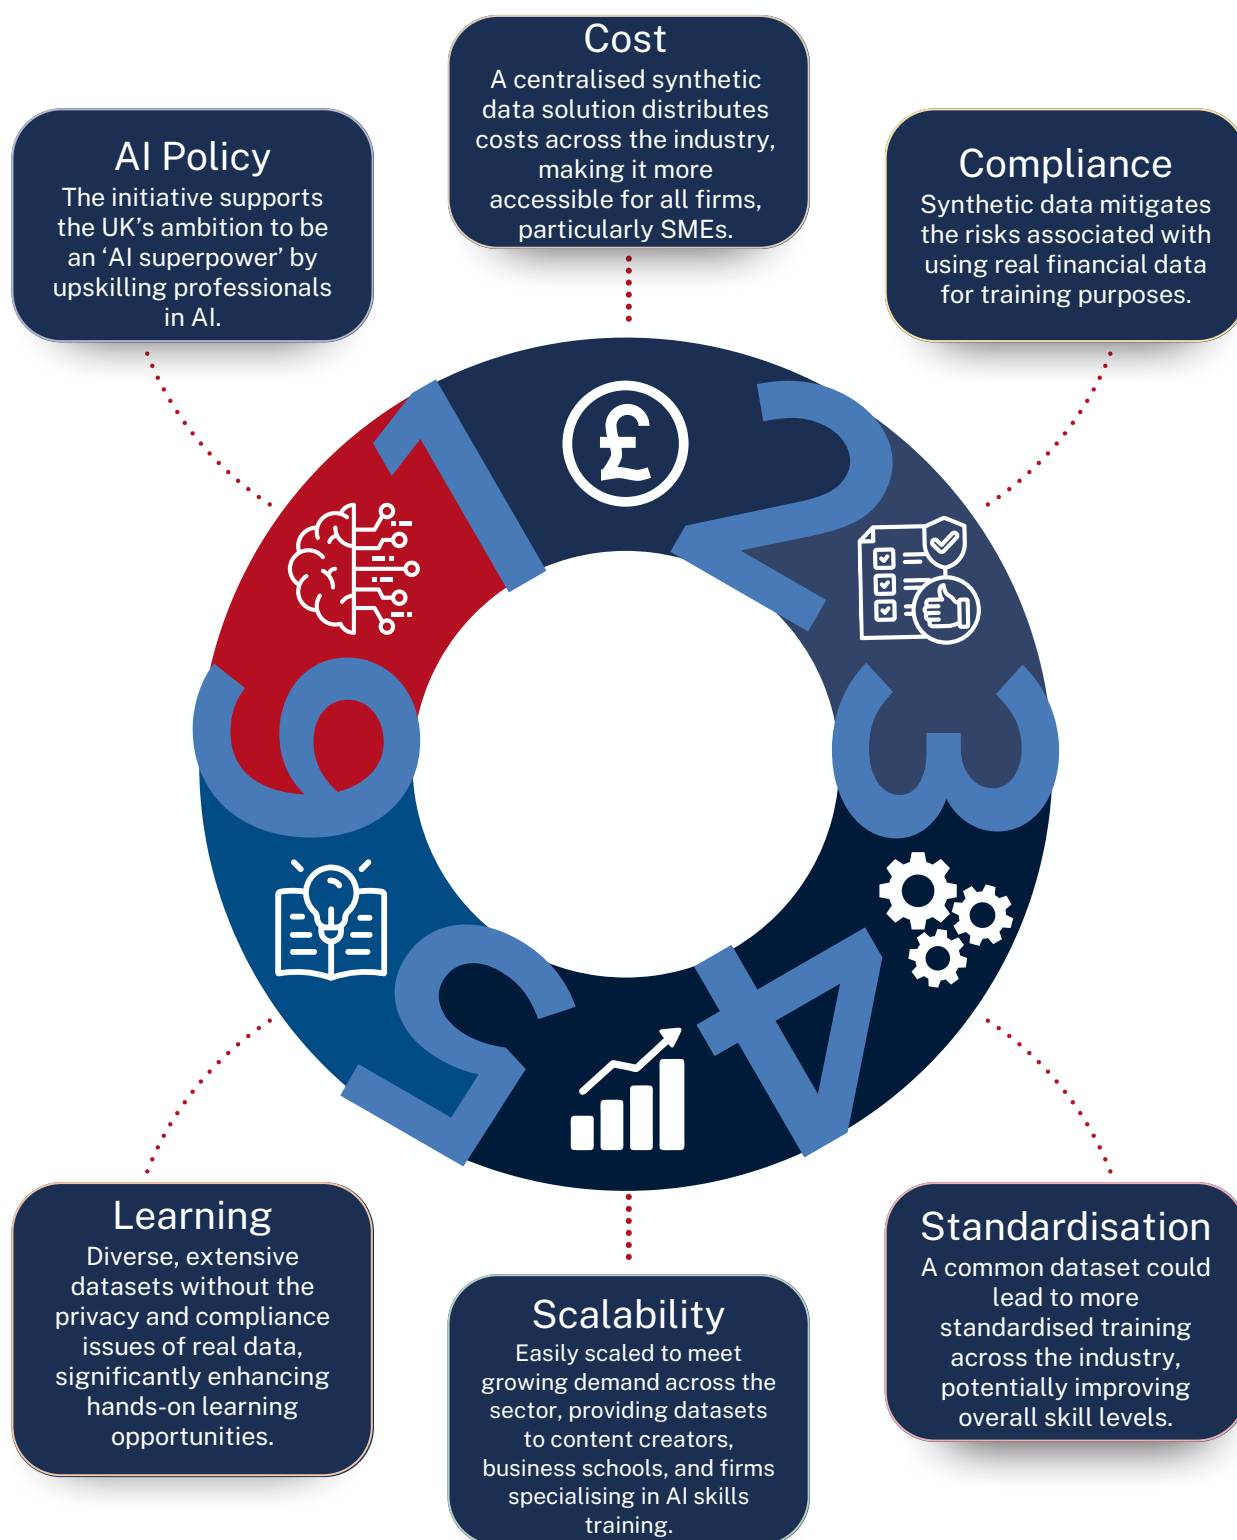 Cost
A centralised synthetic
data solution distributes
costs across the industry,
making it more
accessible for all firms,
particularly SMEs.
AI Policy
The initiative supports
the UK’s ambition to be
an ‘AI superpower’ by
upskilling professionals
in AI.
Compliance
Synthetic data mitigates
the risks associated with
using real financial data
for training purposes.
1
£
2
3
4
5
6
Learning
Diverse, extensive
datasets without the
privacy and compliance
issues of real data,
significantly enhancing
hands-on learning
opportunities.
Scalability
Easily scaled to meet
growing demand across the
sector, providing datasets
to content creators,
business schools, and firms
specialising in AI skills
training.
Standardisation
A common dataset could
lead to more
standardised training
across the industry,
potentially improving
overall skill levels.